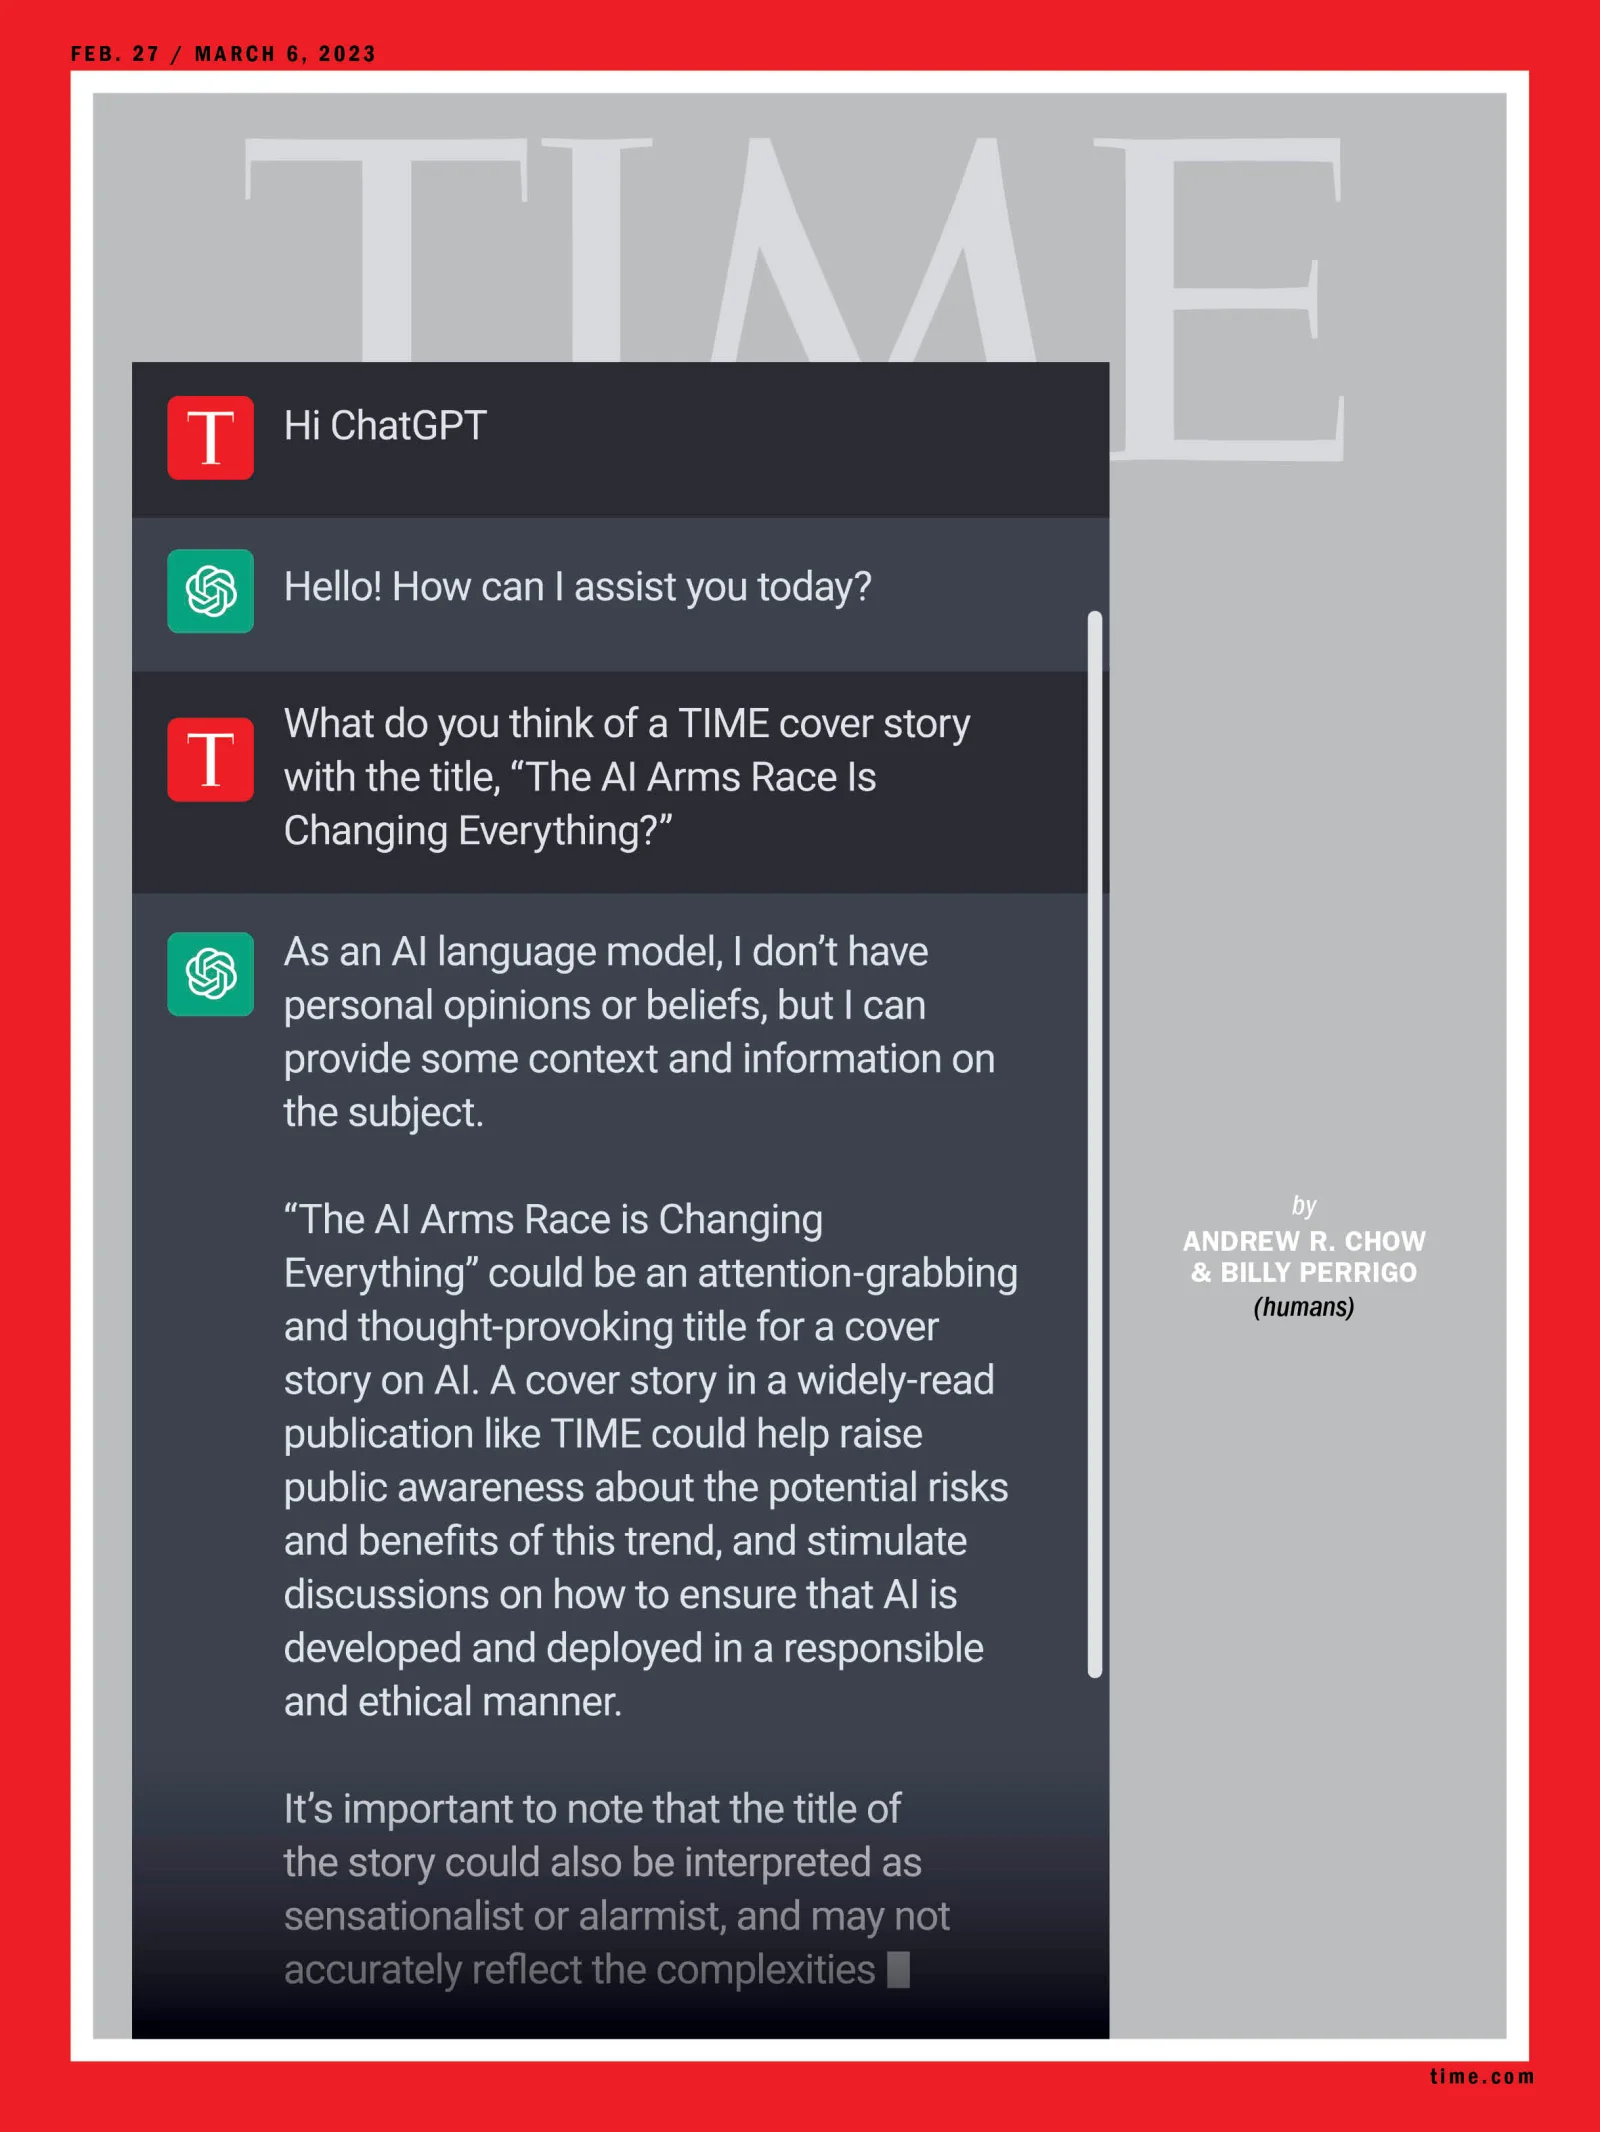 FEB. 27 / MARCH 6, 2023
TIME
T
Hi ChatGPT
Hello! How can I assist you today?
T
What do you think of a TIME cover story
with the title, “The AI Arms Race Is
Changing Everything?”
As an AI language model, I don’t have
personal opinions or beliefs, but I can
provide some context and information on
the subject.
“The AI Arms Race is Changing
Everything” could be an attention-grabbing
and thought-provoking title for a cover
story on AI. A cover story in a widely-read
publication like TIME could help raise
public awareness about the potential risks
and benefits of this trend, and stimulate
discussions on how to ensure that AI is
developed and deployed in a responsible
and ethical manner.
It’s important to note that the title of
the story could also be interpreted as
sensationalist or alarmist, and may not
accurately reflect the complexities
by
ANDREW R. CHOW
& BILLY PERRIGO
(humans)
time.com